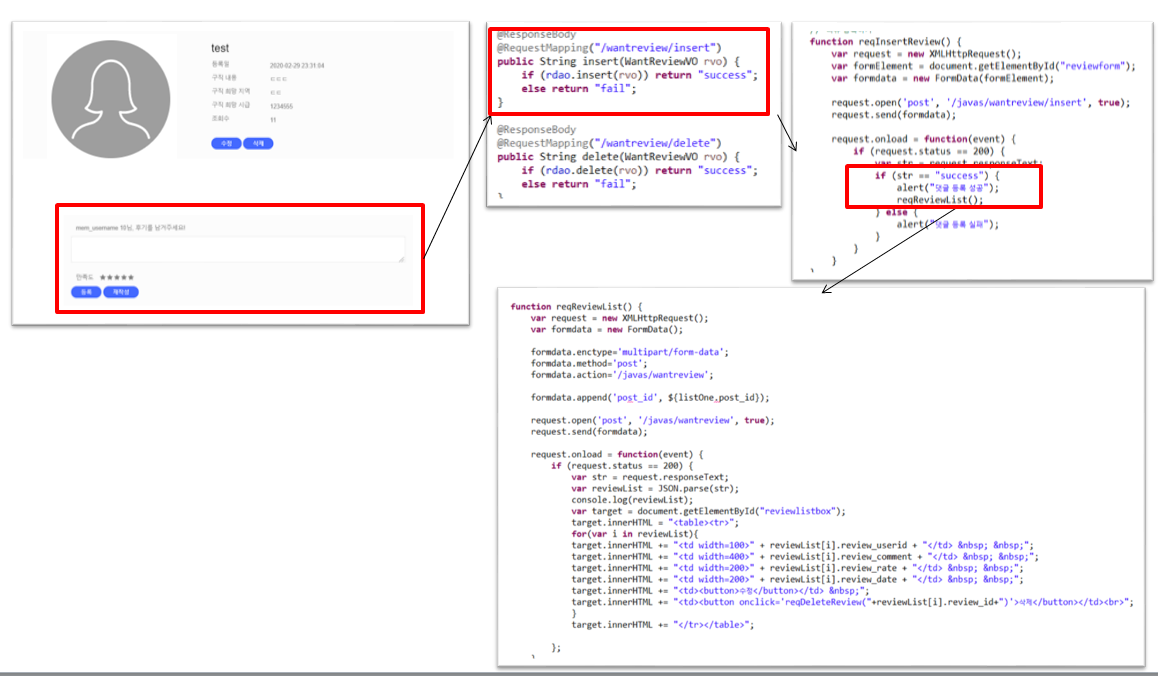 test
등록일 2020-02-29 23:31:04
구직 내용 ㄷㄷㄷ
구직 희망 지역 ㄷㄷ
구직 희망 시급 1234555
조회수 11
수정 삭제
mem_username 10님, 후기를 남겨주세요!
만족도 ★★★★★
등록 재작성
@ResponseBody
@RequestMapping("/wantreview/insert")
public String insert(WantReviewVO rvo) {
if (rdao.insert(rvo)) return "success";
else return "fail";
}
@ResponseBody
@RequestMapping("/wantreview/delete")
public String delete(WantReviewVO rvo) {
if (rdao.delete(rvo)) return "success";
else return "fail";
function reqInsertReview() {
var request = new XMLHttpRequest();
var formElement = document.getElementById("reviewform");
var formdata = new FormData(formElement);
request.open('post', '/javas/wantreview/insert', true);
request.send(formdata);
request.onload = function(event) {
if (request.status == 200) {
var str = request.responseText;
if (str == "success") {
alert("댓글 등록 성공");
reqReviewList();
} else {
alert("댓글 등록 실패");
}
}
}
function reqReviewList() {
var request = new XMLHttpRequest();
var formdata = new FormData();
formdata.enctype='multipart/form-data';
formdata.method='post';
formdata.action='/javas/wantreview';
formdata.append('post_id', ${listOne.post_id});
request.open('post', '/javas/wantreview', true);
request.send(formdata);
request.onload = function(event) {
if (request.status == 200) {
var str = request.responseText;
var reviewList = JSON.parse(str);
console.log(reviewList);
var target = document.getElementById("reviewlistbox");
target.innerHTML = "<table><tr>";
for(var i in reviewList){
target.innerHTML += "<td width=100>" + reviewList[i].review_userid + "</td> &nbsp; &nbsp;";
target.innerHTML += "<td width=400>" + reviewList[i].review_comment + "</td> &nbsp; &nbsp;";
target.innerHTML += "<td width=200>" + reviewList[i].review_rate + "</td> &nbsp; &nbsp;";
target.innerHTML += "<td width=200>" + reviewList[i].review_date + "</td> &nbsp; &nbsp;";
target.innerHTML += "<td><button>수정</button></td> &nbsp;";
target.innerHTML += "<td><button onclick='reqDeleteReview("+reviewList[i].review_id+")'>삭제</button></td><br>";
}
target.innerHTML += "</tr></table>";
};